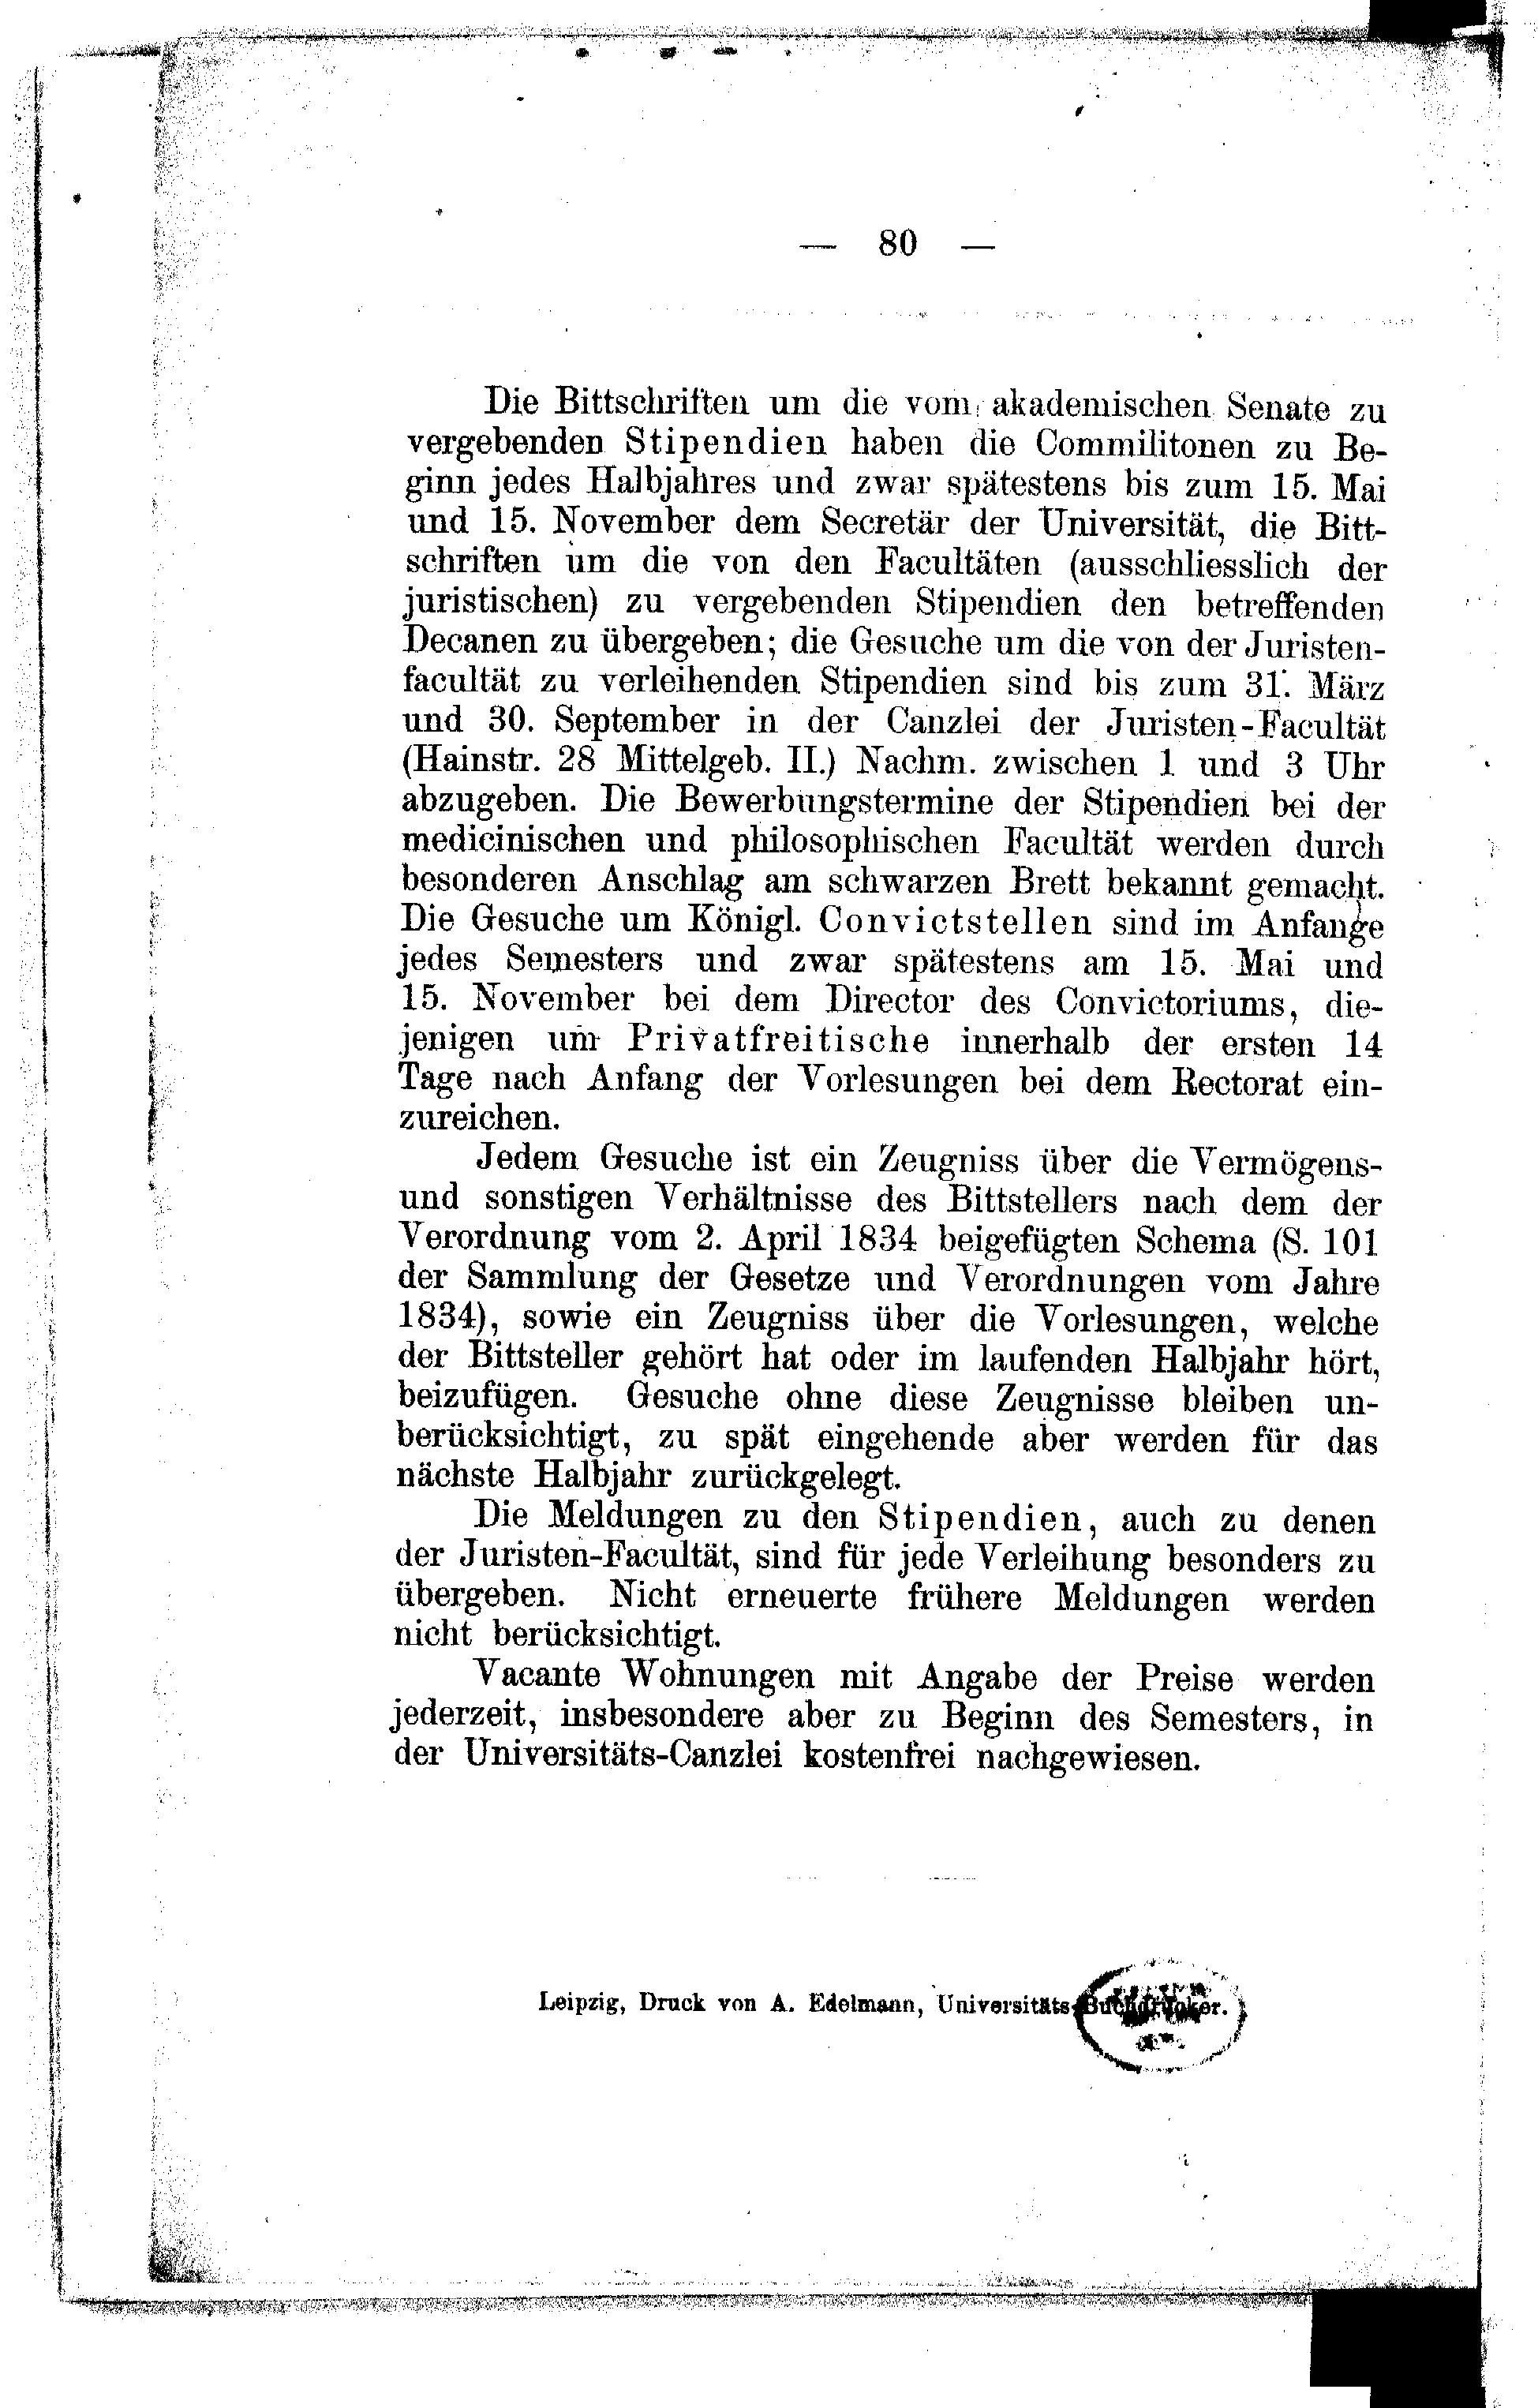 — 80 —
Die Bittschriften um die vom akademischen Senate zu
vergebenden Stipendien haben die Commilitonen zu Be-
ginn jedes Halbjahres und zwar spätestens bis zum 15. Mai
und 15. November dem Secretär der Universität, die Bitt-
schriften um die von den Facultäten (ausschliesslich der
juristischen) zu vergebenden Stipendien den betreffenden
Decanen zu übergeben; die Gesuche um die von der Juristen-
facultät zu verleihenden Stipendien sind bis zum 31. März
und 30. September in der Canzlei der Juristen-Facultät
(Hainstr. 28 Mittelgeb. II.) Nachm. zwischen 1 und 3 Uhr
abzugeben. Die Bewerbungstermine der Stipendien bei der
medicinischen und philosophischen Facultät werden durch
besonderen Anschlag am schwarzen Brett bekannt gemacht.
Die Gesuche um Königl. Convictstellen sind im Anfange
jedes Semesters und zwar spätestens am 15. Mai und
15. November bei dem Director des Convictoriums, die-
jenigen um Privatfreitische innerhalb der ersten 14
Tage nach Anfang der Vorlesungen bei dem Rectorat ein-
zureichen.
Jedem Gesuche ist ein Zeugniss über die Vermögens-
und sonstigen Verhältnisse des Bittstellers nach dem der
Verordnung vom 2. April 1834 beigefügten Schema (S. 101
der Sammlung der Gesetze und Verordnungen vom Jahre
1834), sowie ein Zeugniss über die Vorlesungen, welche
der Bittsteller gehört hat oder im laufenden Halbjahr hört,
beizufügen. Gesuche ohne diese Zeugnisse bleiben un-
berücksichtigt, zu spät eingehende aber werden für das
nächste Halbjahr zurückgelegt.
Die Meldungen zu den Stipendien, auch zu denen
der Juristen-Facultät, sind für jede Verleihung besonders zu
übergeben. Nicht erneuerte frühere Meldungen werden
nicht berücksichtigt.
Vacante Wohnungen mit Angabe der Preise werden
jederzeit, insbesondere aber zu Beginn des Semesters, in
der Universitäts-Canzlei kostenfrei nachgewiesen.
Leipzig, Druck von A. Edelmann, Universitäts-Buchdrucker.